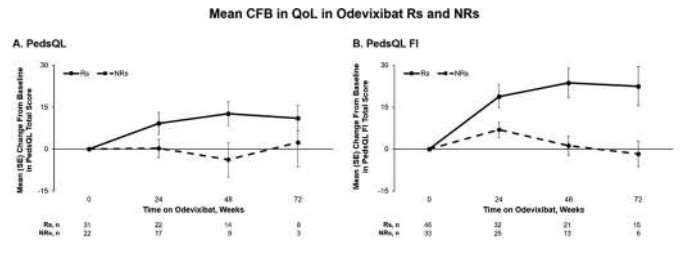 Mean CFB in QoL in Odevixibat Rs and NRs
A. PedsQL
Mean (SE) Change From Baseline
in PedsQL Total Score
30
15
0
-15
Rs NRs
0 24 48 72
Time on Odevixibat, Weeks
Rs, n 31 22 14 6
NRs, n 22 17 9 3
B. PedsQL FI
Mean (SE) Change From Baseline
in PedsQL FI Total Score
30
15
0
-15
Rs NRs
0 24 48 72
Time on Odevixibat, Weeks
Rs, n 46 32 21 15
NRs, n 33 25 13 6